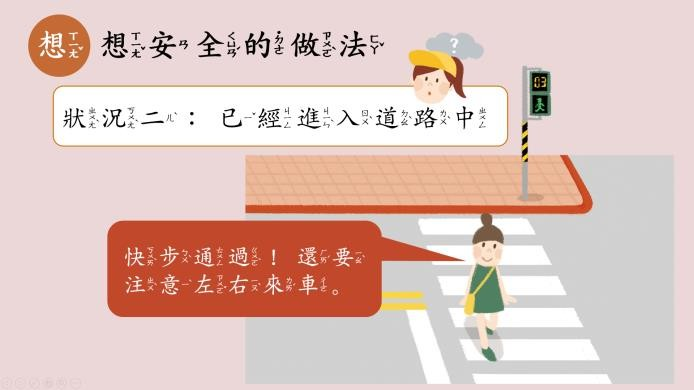 想 想安全的做法
?
狀況二： 已經進入道路中
03
快步通過！ 還要
注意左右來車。